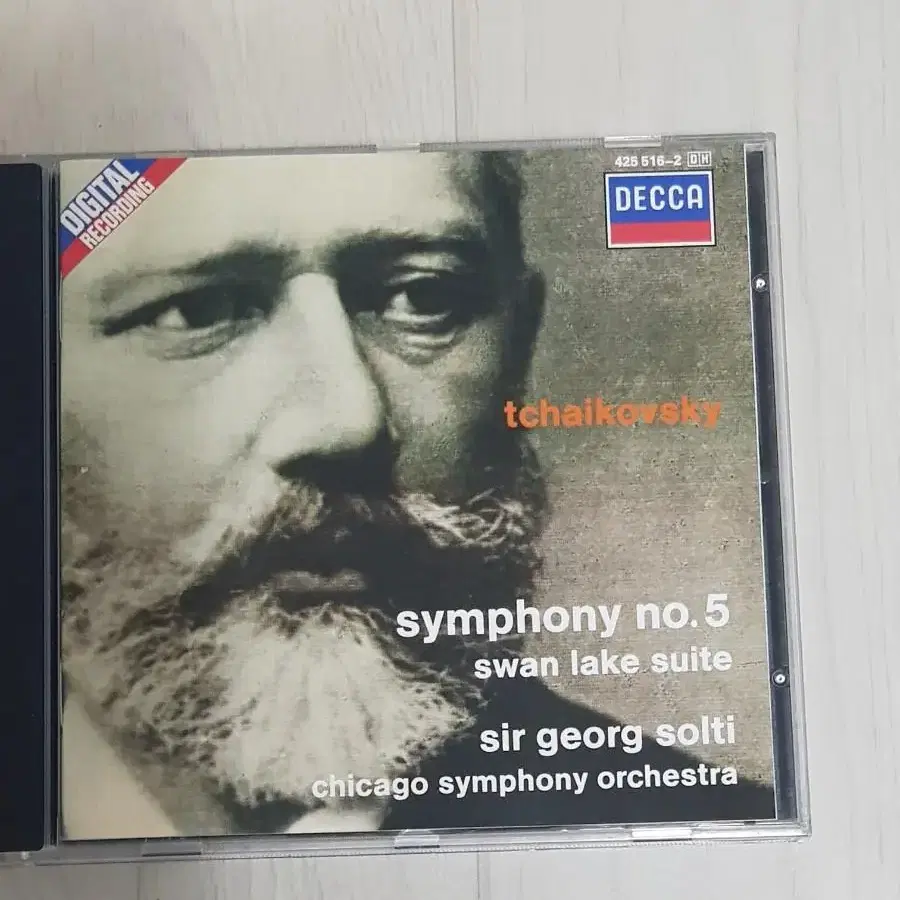 DIGITAL
RECORDING
425 516-2 DH
DECCA
tchaikovsky
symphony no.5
swan lake suite
sir georg solti
chicago symphony orchestra